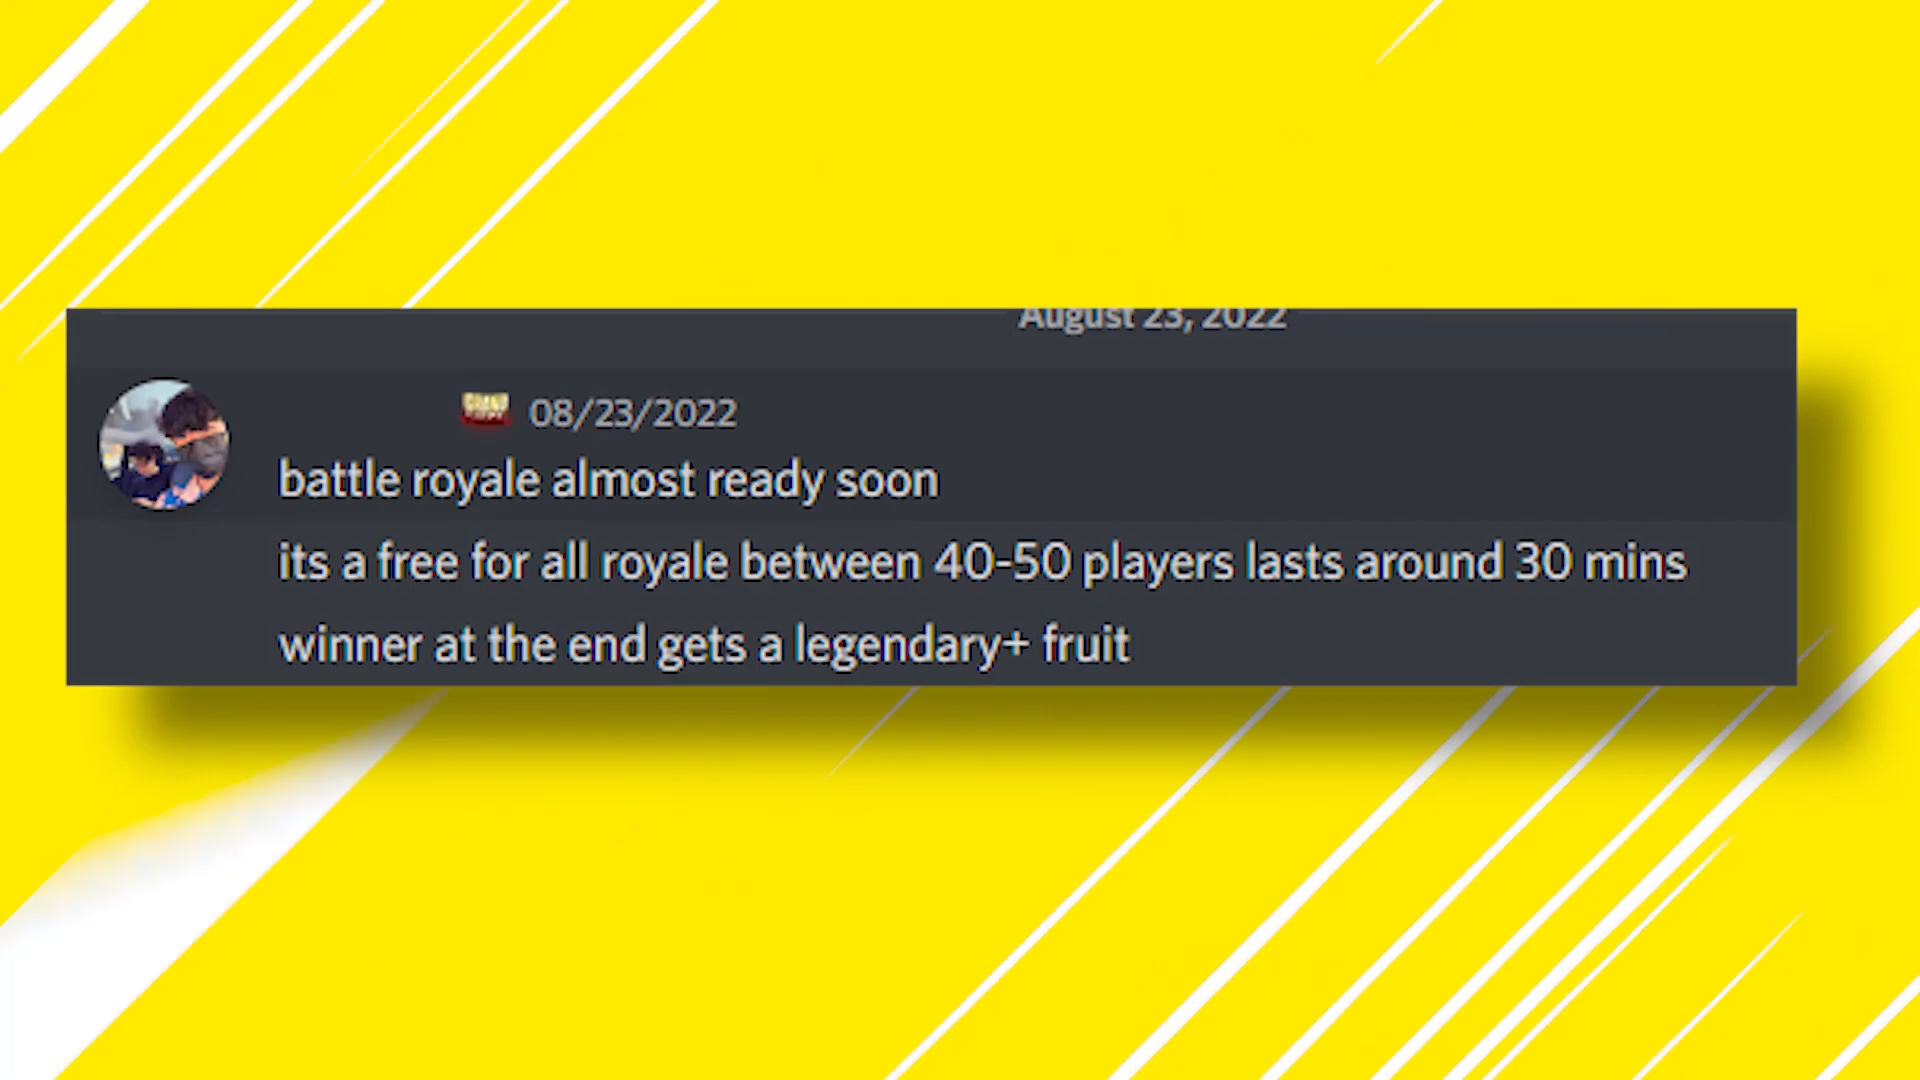 August 23, 2022
GRAND 08/23/2022
battle royale almost ready soon
its a free for all royale between 40-50 players lasts around 30 mins
winner at the end gets a legendary+ fruit